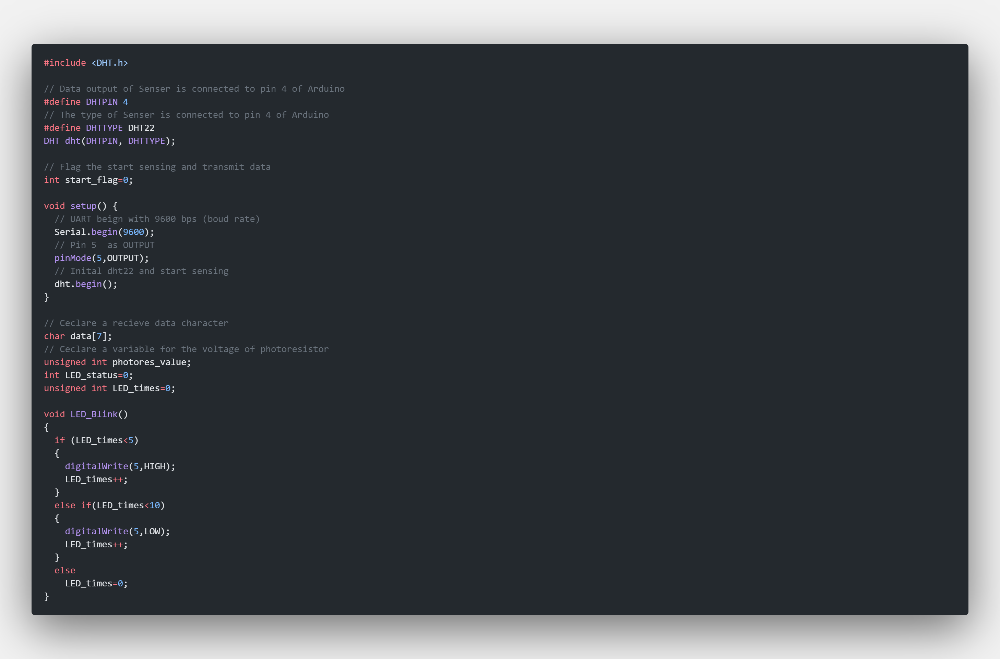 #include <DHT.h>

// Data output of Senser is connected to pin 4 of Arduino
#define DHTPIN 4
// The type of Senser is connected to pin 4 of Arduino
#define DHTTYPE DHT22
DHT dht(DHTPIN, DHTTYPE);

// Flag the start sensing and transmit data
int start_flag=0;

void setup() {
  // UART beign with 9600 bps (boud rate)
  Serial.begin(9600);
  // Pin 5  as OUTPUT
  pinMode(5,OUTPUT);
  // Inital dht22 and start sensing
  dht.begin();
}

// Ceclare a recieve data character
char data[7];
// Ceclare a variable for the voltage of photoresistor
unsigned int photores_value;
int LED_status=0;
unsigned int LED_times=0;

void LED_Blink()
{
  if (LED_times<5)
  {
    digitalWrite(5,HIGH);
    LED_times++;
  }
  else if(LED_times<10)
  {
    digitalWrite(5,LOW);
    LED_times++;
  }
  else
    LED_times=0;
}